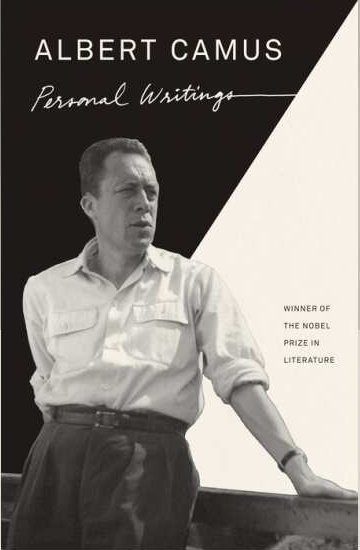 ALBERT CAMUS
Personal Writings
WINNER OF
THE NOBEL
PRIZE IN
LITERATURE